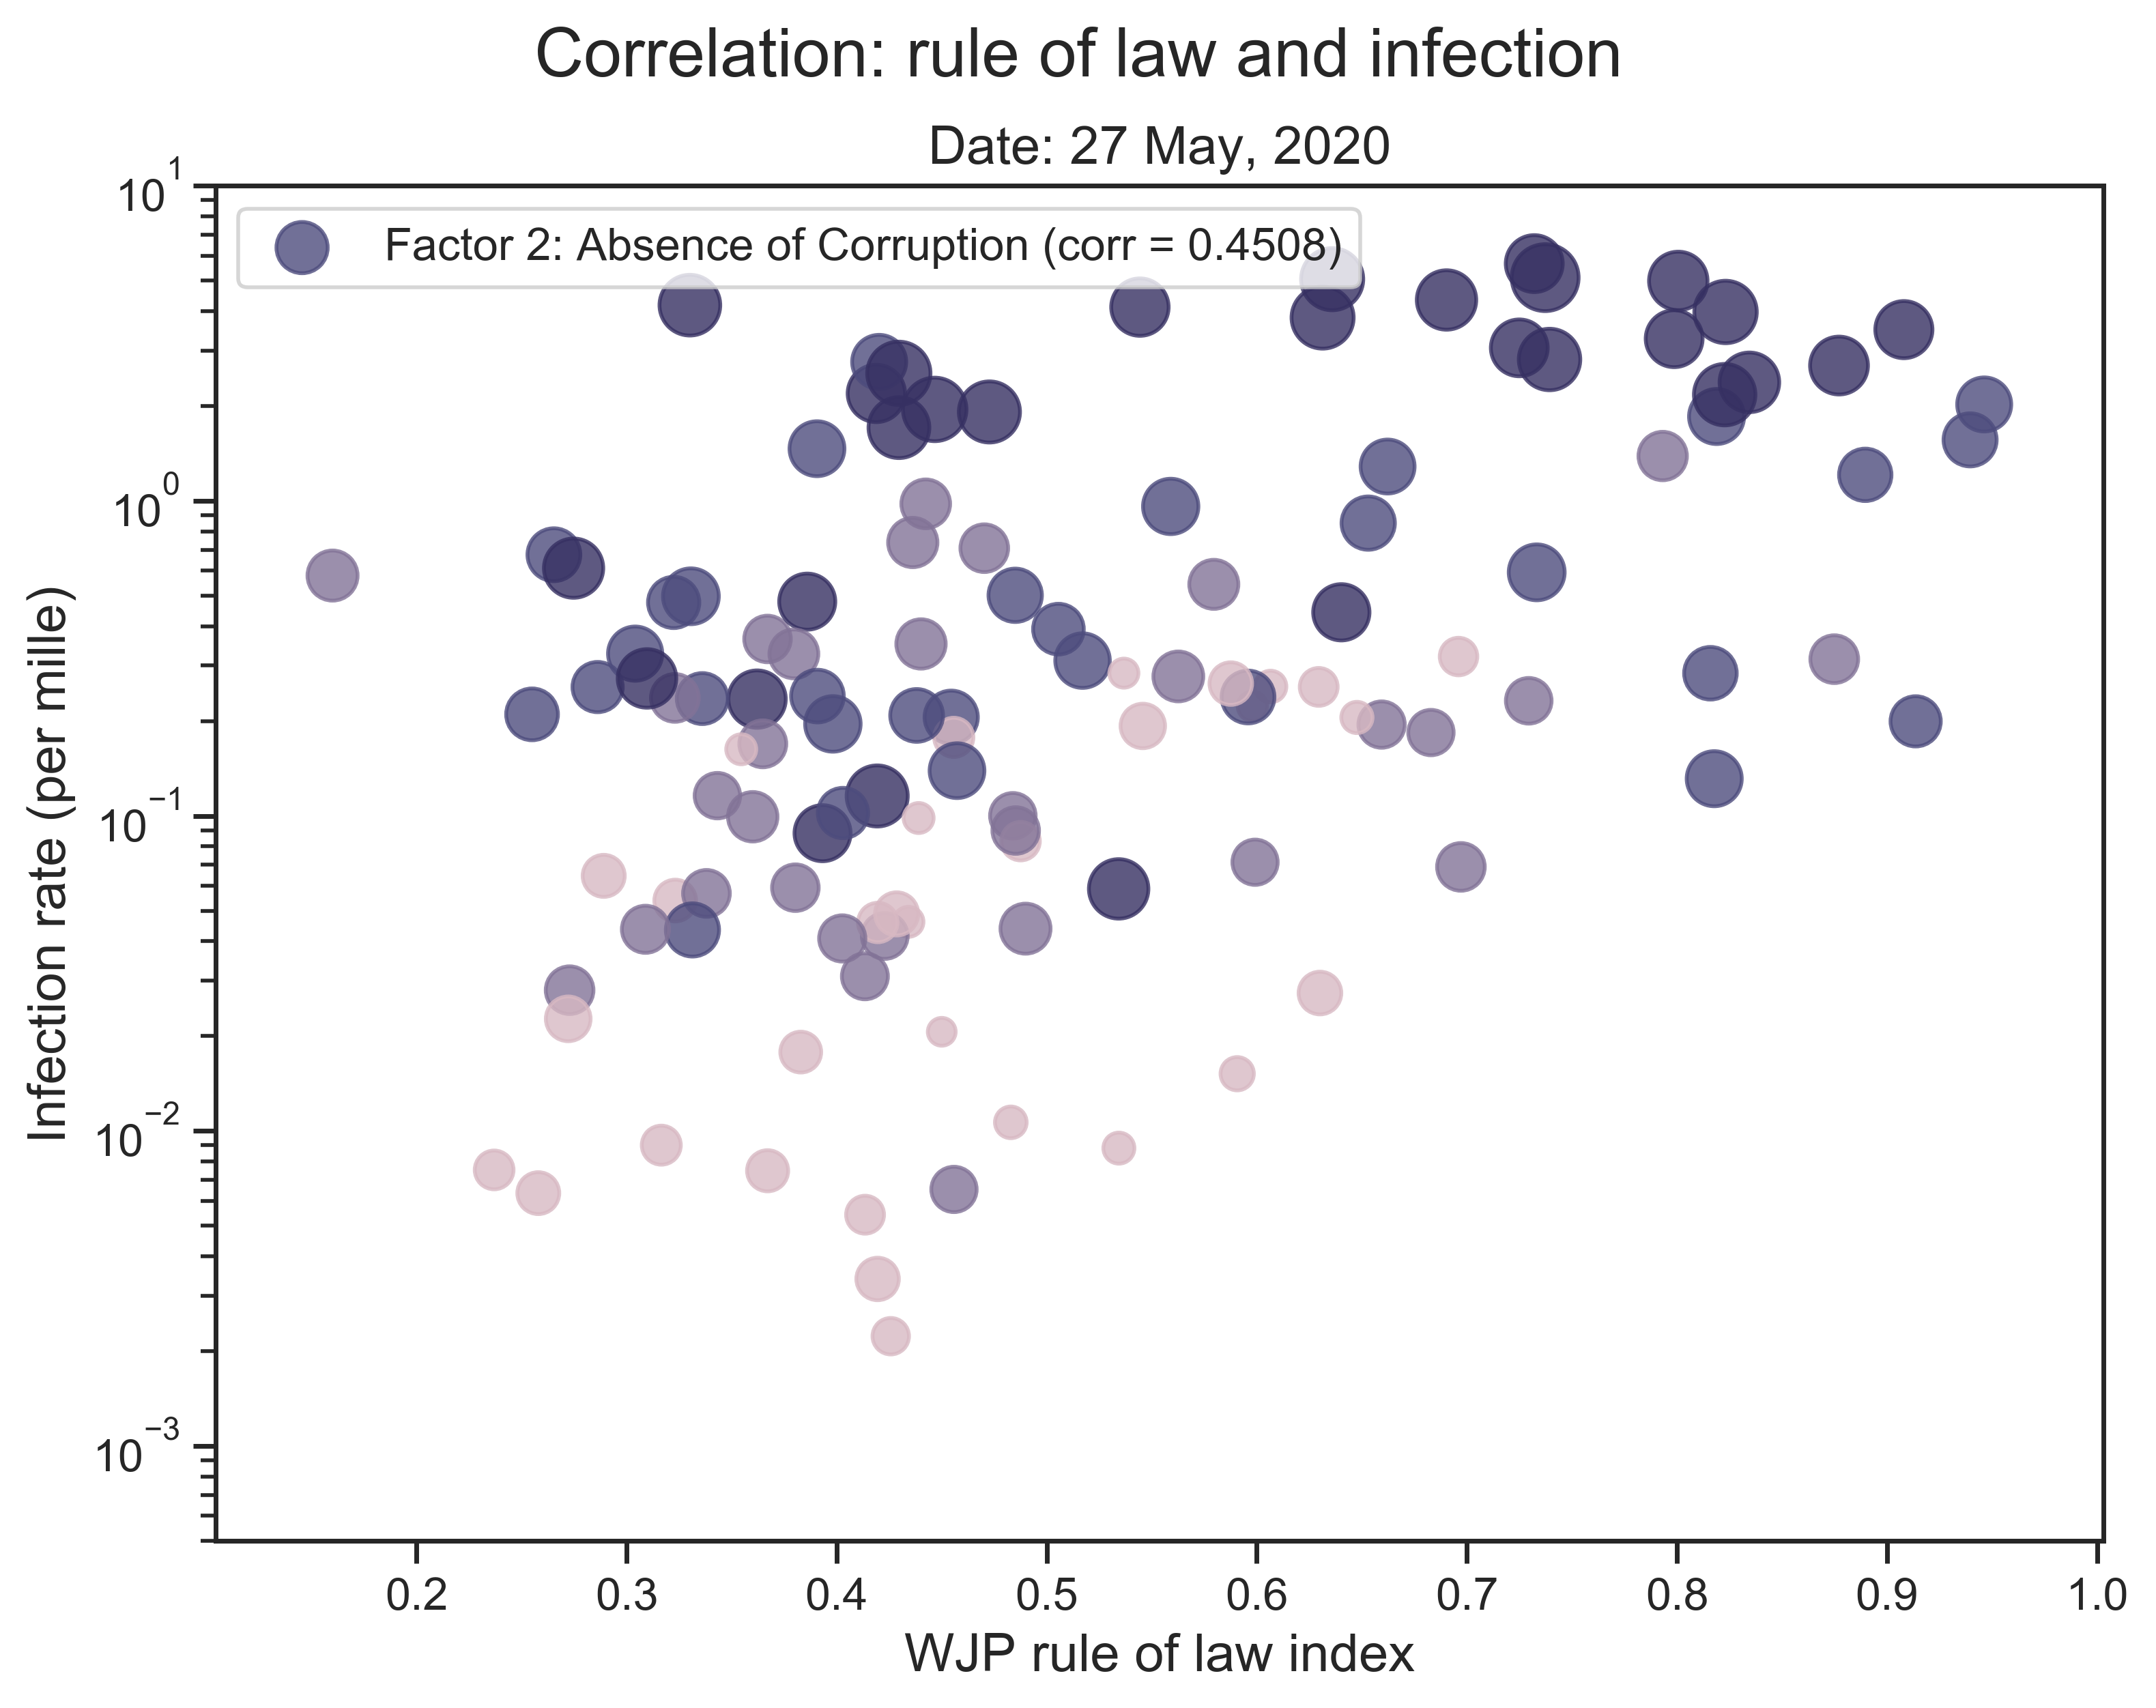 Correlation: rule of law and infection
Date: 27 May, 2020
Factor 2: Absence of Corruption (corr = 0.4508)
Infection rate (per mille)
10^1
10^0
10^−1
10^−2
10^−3
0.2 0.3 0.4 0.5 0.6 0.7 0.8 0.9 1.0
WJP rule of law index